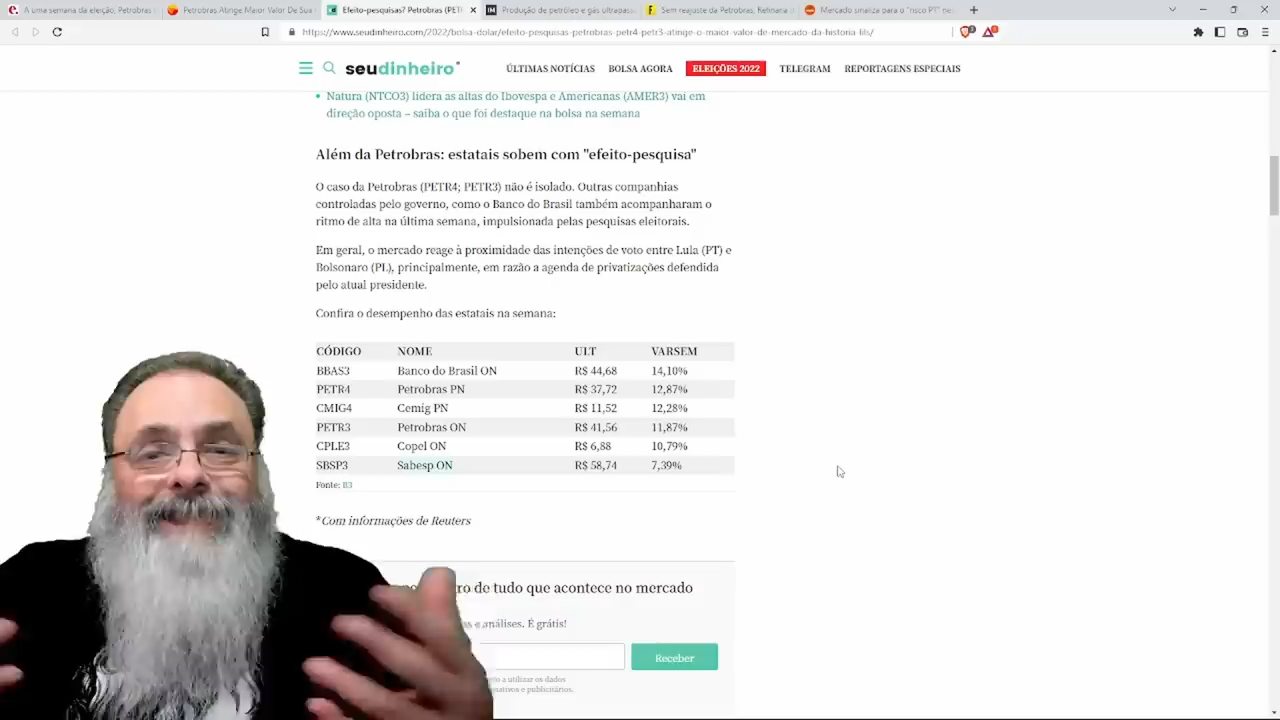 A uma semana da eleição, Petrobras
Petrobras Atinge Maior Valor De Sua
Efeito-pesquisas? Petrobras (PET
Produção de petróleo e gás ultrapass
Sem reajuste da Petrobras, Refinaria
Mercado sinaliza para o "risco PT" ne
https://www.seudinheiro.com/2022/bolsa-dolar/efeito-pesquisas-petrobras-petr4-petr3-atinge-o-maior-valor-de-mercado-da-historia-lils/
seudinheiro
ÚLTIMAS NOTÍCIAS BOLSA AGORA ELEIÇÕES 2022 TELEGRAM REPORTAGENS ESPECIAIS
• Natura (NTCO3) lidera as altas do Ibovespa e Americanas (AMER3) vai em
direção oposta – saiba o que foi destaque na bolsa na semana
Além da Petrobras: estatais sobem com "efeito-pesquisa"
O caso da Petrobras (PETR4; PETR3) não é isolado. Outras companhias
controladas pelo governo, como o Banco do Brasil também acompanharam o
ritmo de alta na última semana, impulsionada pelas pesquisas eleitorais.
Em geral, o mercado reage à proximidade das intenções de voto entre Lula (PT) e
Bolsonaro (PL), principalmente, em razão a agenda de privatizações defendida
pelo atual presidente.
Confira o desempenho das estatais na semana:
CÓDIGO NOME ULT VARSEM
BBAS3 Banco do Brasil ON R$ 44,68 14,10%
PETR4 Petrobras PN R$ 37,72 12,87%
CMIG4 Cemig PN R$ 11,52 12,28%
PETR3 Petrobras ON R$ 41,56 11,87%
CPLE3 Copel ON R$ 6,88 10,79%
SBSP3 Sabesp ON R$ 58,74 7,39%
Fonte: B3
*Com informações de Reuters
de tudo que acontece no mercado
análises. É grátis!
Receber
a utilizar os dados
e publicitários.